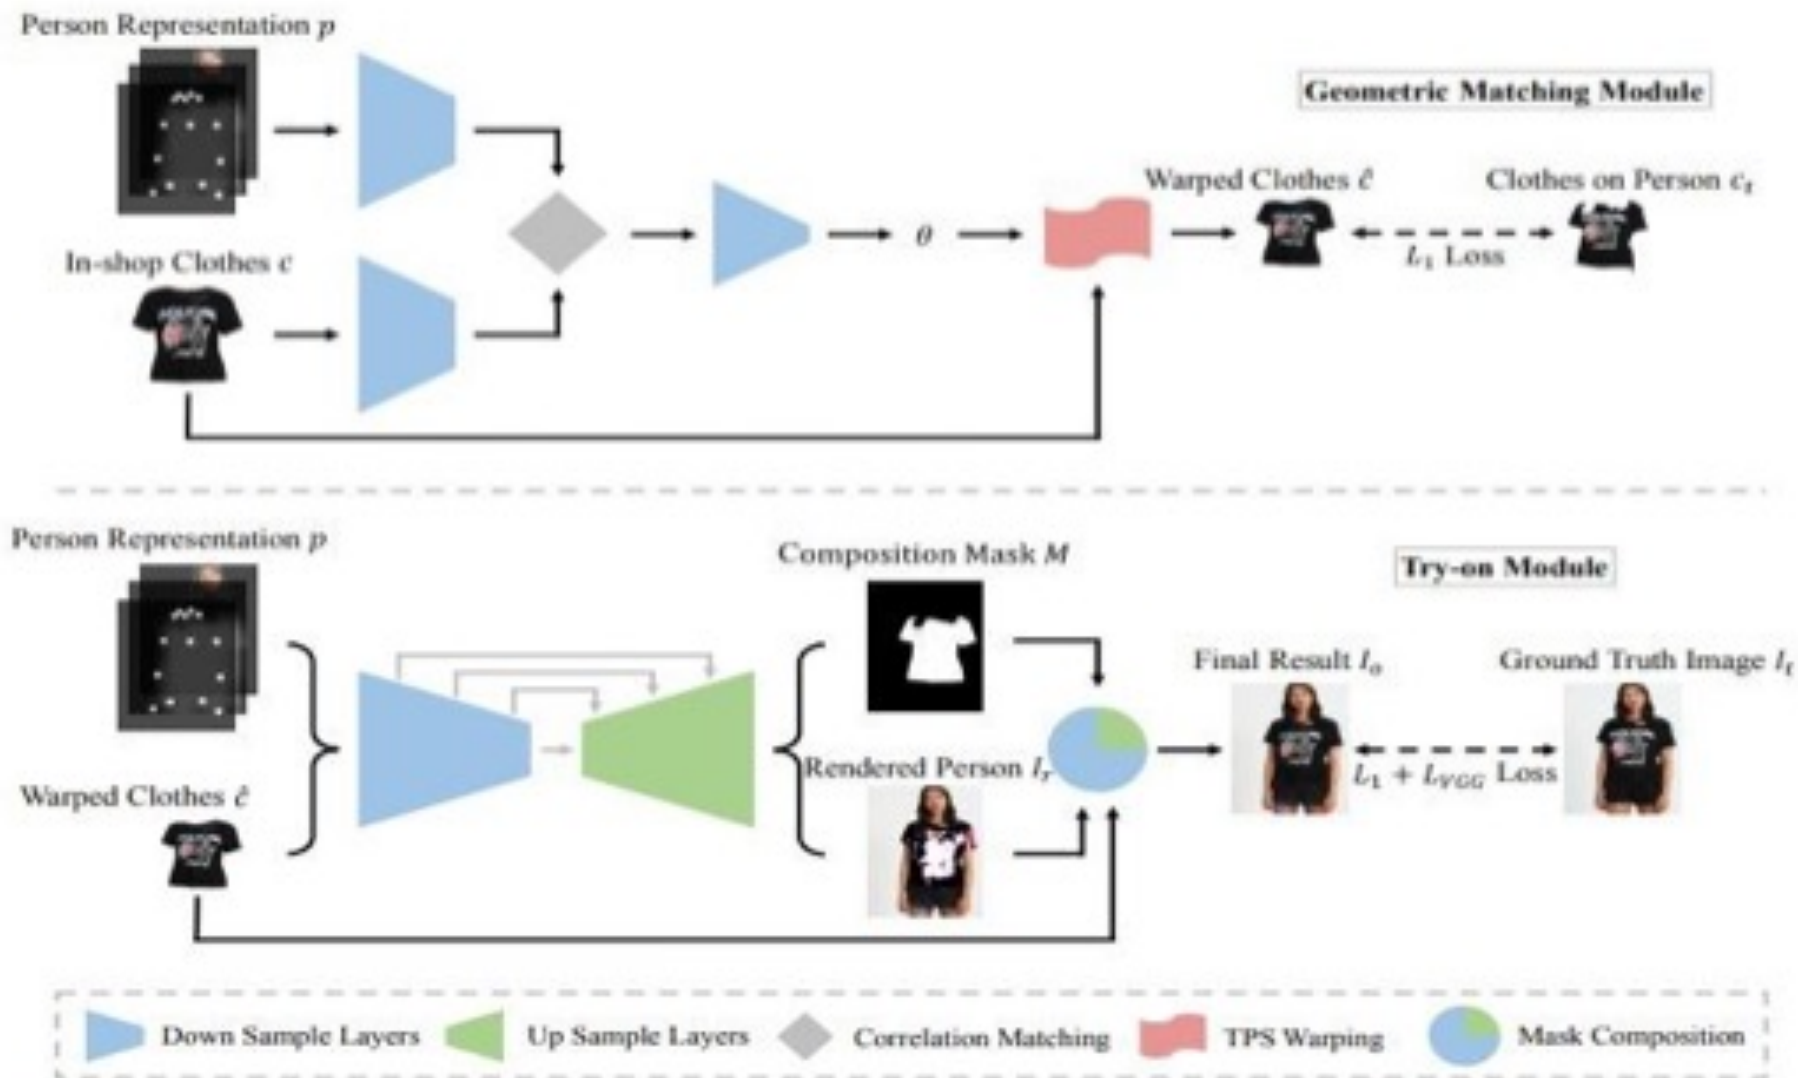 Person Representation p
Geometric Matching Module
Warped Clothes ĉ
Clothes on Person cₜ
In-shop Clothes c
θ
L₁ Loss
Person Representation p
Composition Mask M
Try-on Module
Final Result Iₒ
Ground Truth Image Iₜ
Rendered Person Iᵣ
L₁ + L_VGG Loss
Warped Clothes ĉ
Down Sample Layers
Up Sample Layers
Correlation Matching
TPS Warping
Mask Composition